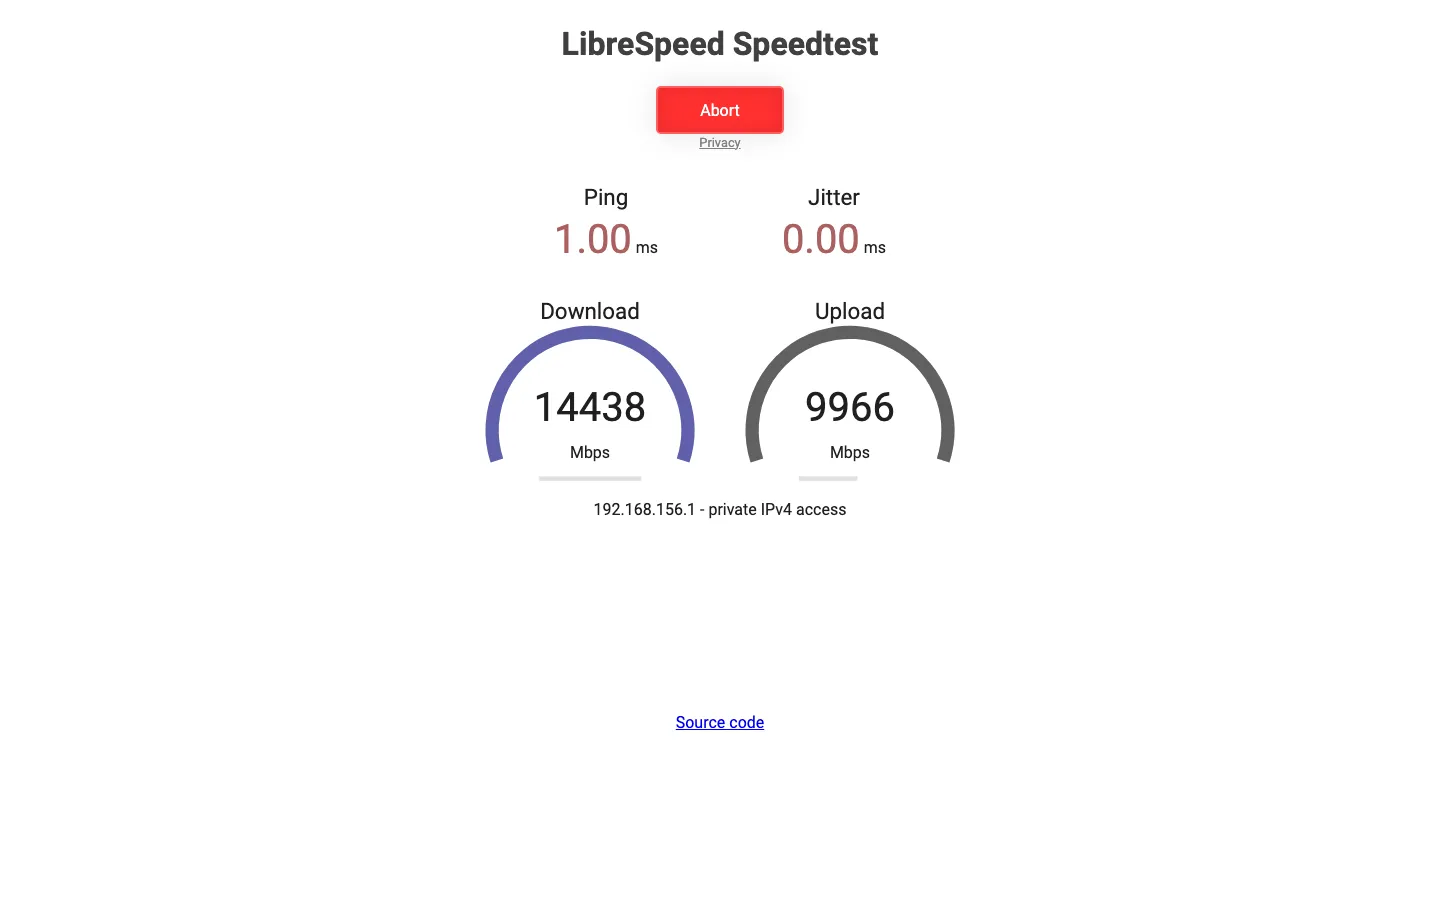 LibreSpeed Speedtest
Abort
Privacy
Ping
1.00 ms
Jitter
0.00 ms
Download
14438
Mbps
Upload
9966
Mbps
192.168.156.1 - private IPv4 access
Source code